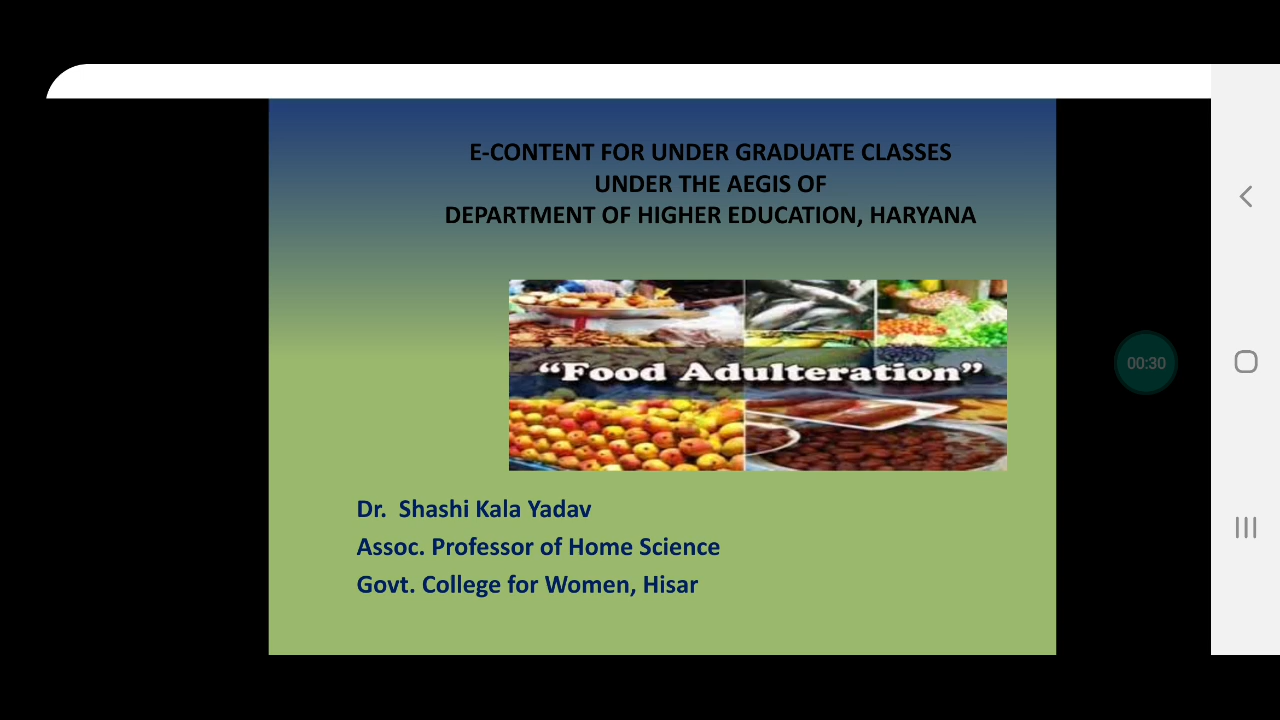 E-CONTENT FOR UNDER GRADUATE CLASSES
UNDER THE AEGIS OF
DEPARTMENT OF HIGHER EDUCATION, HARYANA
“Food Adulteration”
00:30
Dr. Shashi Kala Yadav
Assoc. Professor of Home Science
Govt. College for Women, Hisar